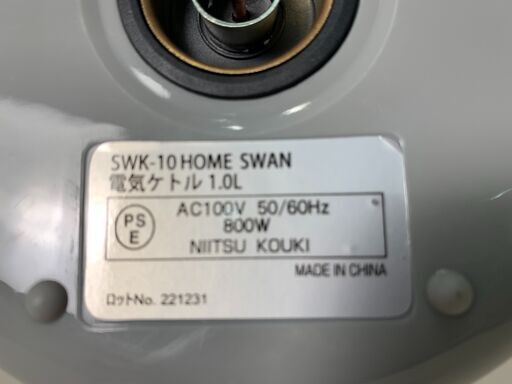 SWK-10 HOME SWAN
電気ケトル 1.0L
PS
E
AC100V 50/60Hz
800W
NIITSU KOUKI
MADE IN CHINA
ロットNo. 221231